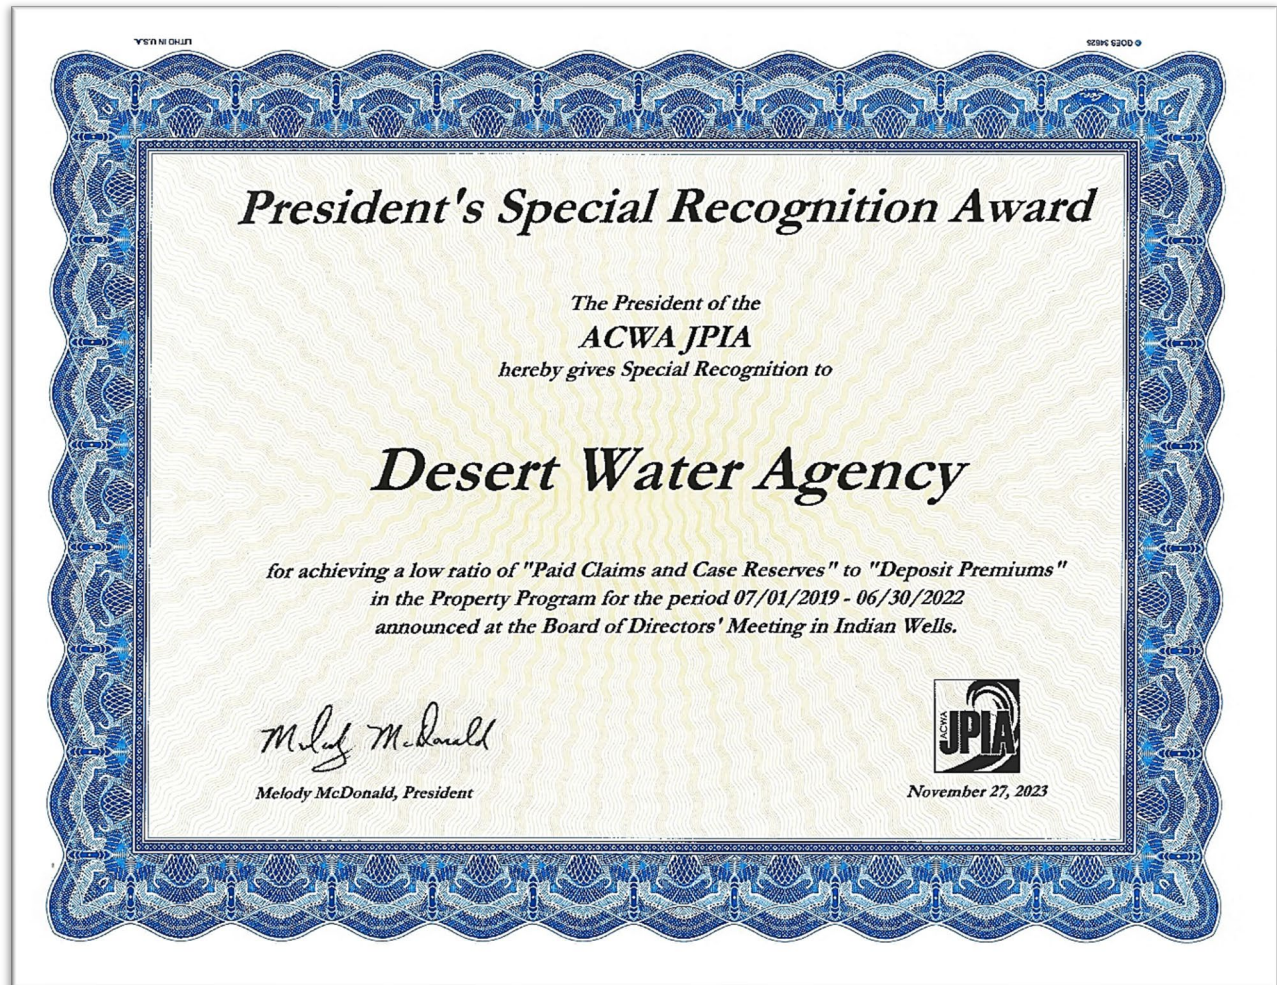 LITHO IN U.S.A.
© GOES 34625
President's Special Recognition Award
The President of the
ACWA JPIA
hereby gives Special Recognition to
Desert Water Agency
for achieving a low ratio of "Paid Claims and Case Reserves" to "Deposit Premiums"
in the Property Program for the period 07/01/2019 - 06/30/2022
announced at the Board of Directors' Meeting in Indian Wells.
Melody McDonald
ACWA
JPIA
Melody McDonald, President
November 27, 2023